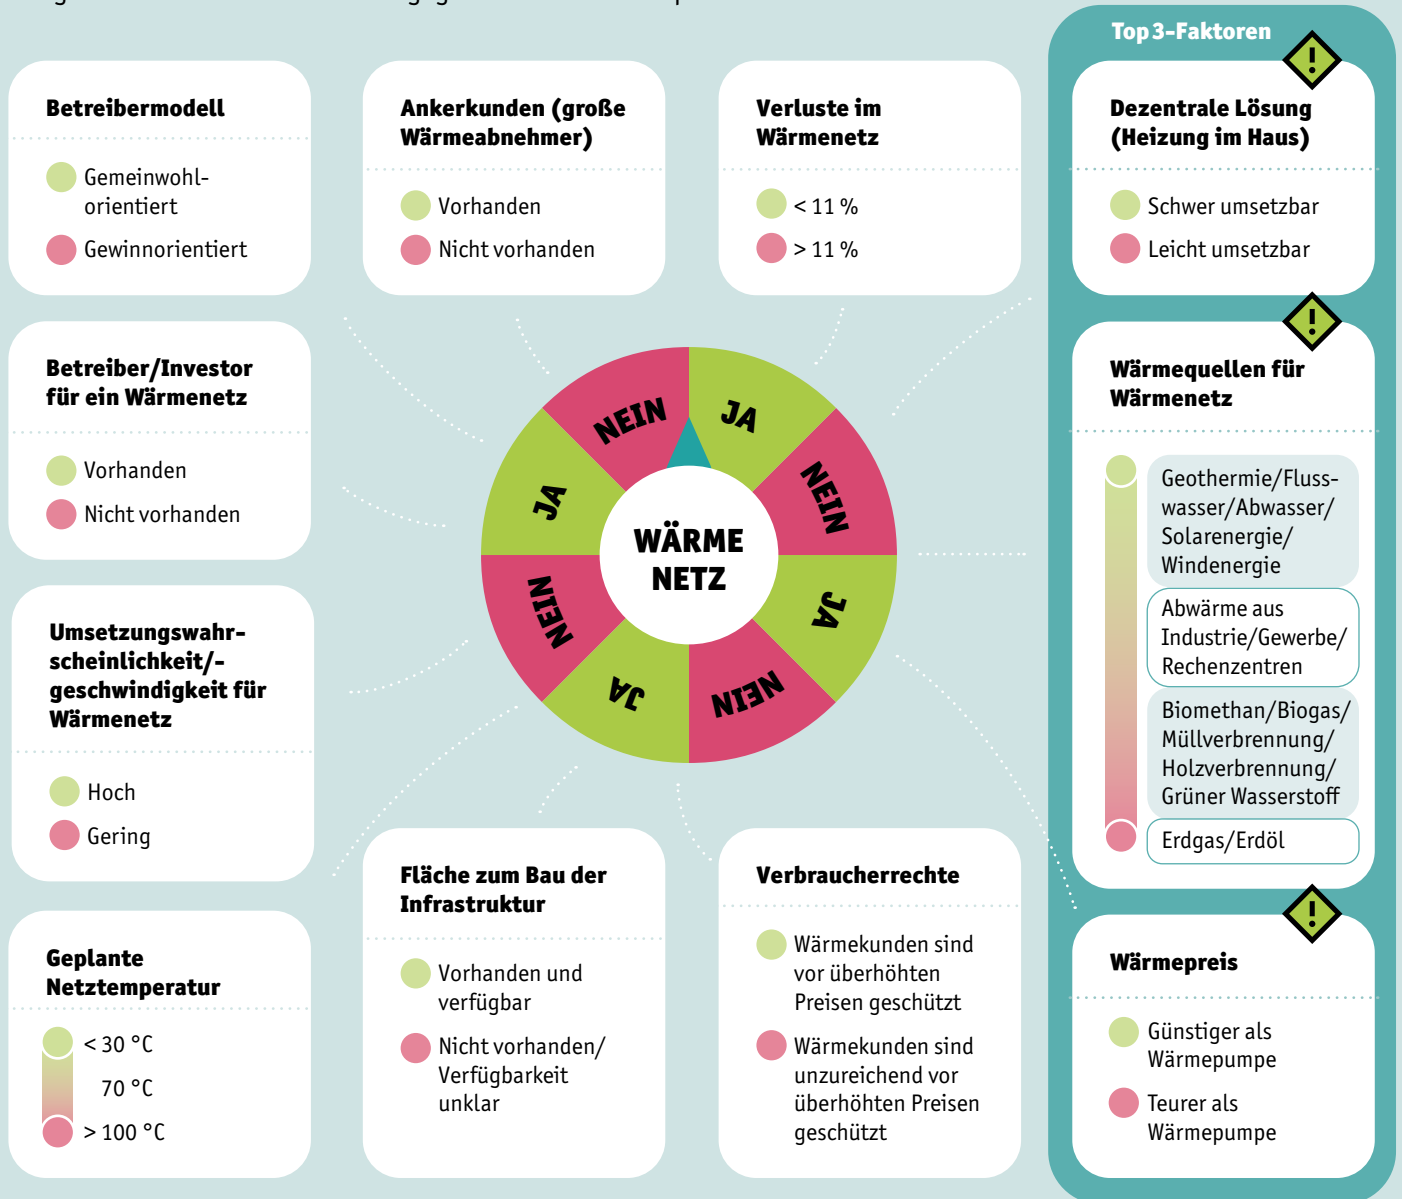 Top 3-Faktoren
Betreibermodell
Gemeinwohl-
orientiert
Gewinnorientiert
Ankerkunden (große
Wärmeabnehmer)
Vorhanden
Nicht vorhanden
Verluste im
Wärmenetz
< 11 %
> 11 %
Dezentrale Lösung
(Heizung im Haus)
Schwer umsetzbar
Leicht umsetzbar
Betreiber/Investor
für ein Wärmenetz
Vorhanden
Nicht vorhanden
Umsetzungswahr-
scheinlichkeit/-
geschwindigkeit für
Wärmenetz
Hoch
Gering
Geplante
Netztemperatur
< 30 °C
70 °C
> 100 °C
NEIN
JA
NEIN
JA
NEIN
JA
NEIN
JA
WÄRME
NETZ
Fläche zum Bau der
Infrastruktur
Vorhanden und
verfügbar
Nicht vorhanden/
Verfügbarkeit
unklar
Verbraucherrechte
Wärmekunden sind
vor überhöhten
Preisen geschützt
Wärmekunden sind
unzureichend vor
überhöhten Preisen
geschützt
Wärmequellen für
Wärmenetz
Geothermie/Fluss-
wasser/Abwasser/
Solarenergie/
Windenergie
Abwärme aus
Industrie/Gewerbe/
Rechenzentren
Biomethan/Biogas/
Müllverbrennung/
Holzverbrennung/
Grüner Wasserstoff
Erdgas/Erdöl
Wärmepreis
Günstiger als
Wärmepumpe
Teurer als
Wärmepumpe